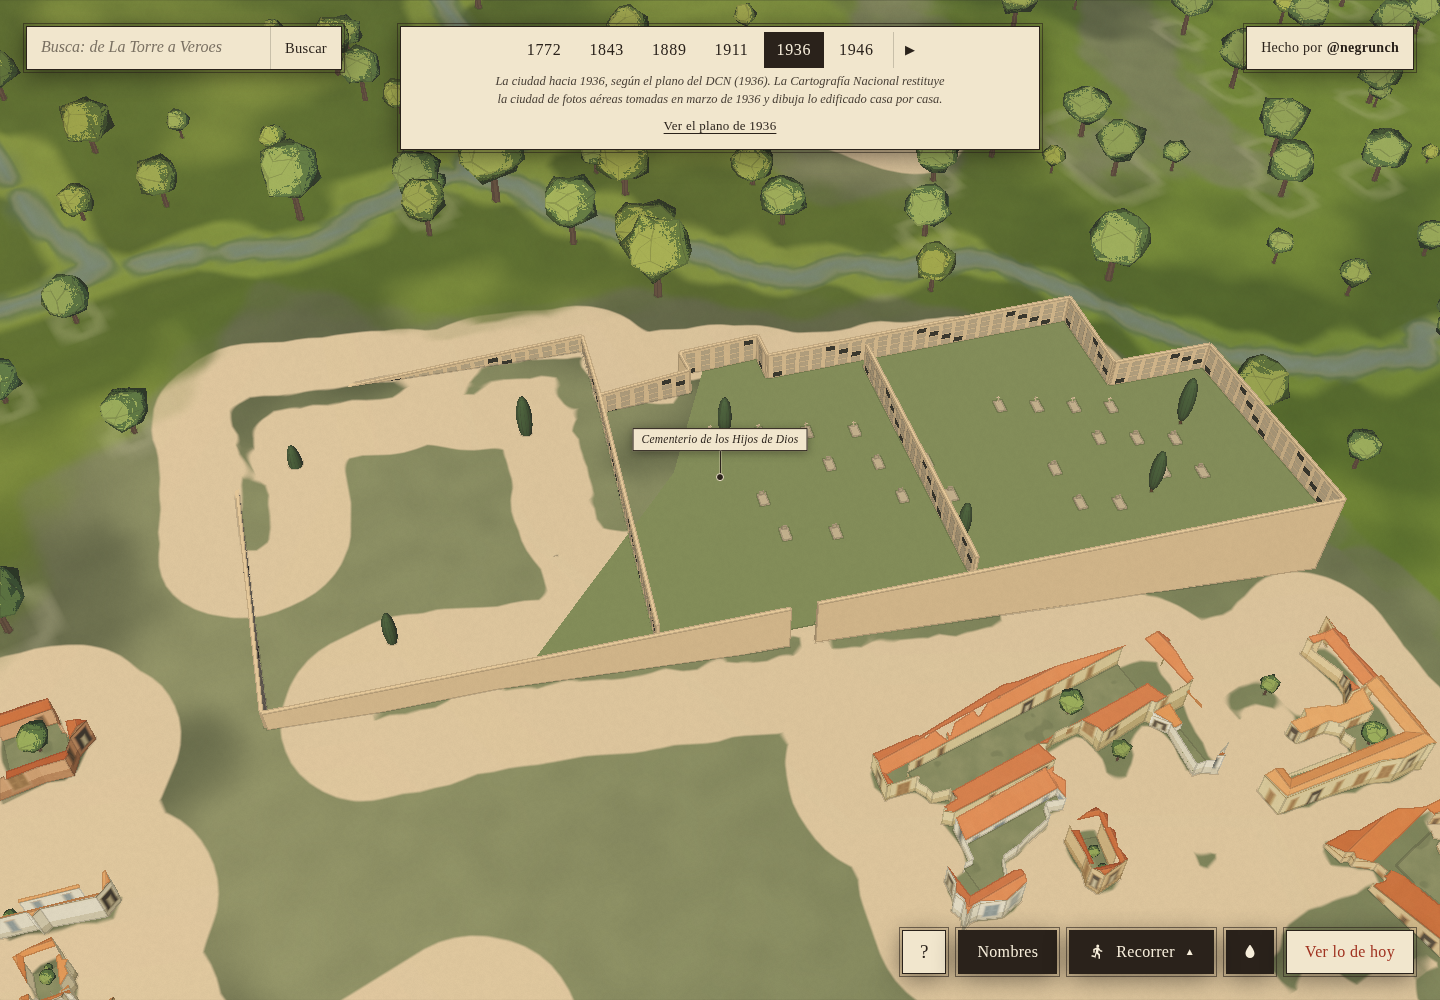 Busca: de La Torre a Veroes
Buscar
1772 1843 1889 1911 1936 1946 ▶
La ciudad hacia 1936, según el plano del DCN (1936). La Cartografía Nacional restituye
la ciudad de fotos aéreas tomadas en marzo de 1936 y dibuja lo edificado casa por casa.
Ver el plano de 1936
Hecho por @negrunch
Cementerio de los Hijos de Dios
?
Nombres
Recorrer ▲
Ver lo de hoy